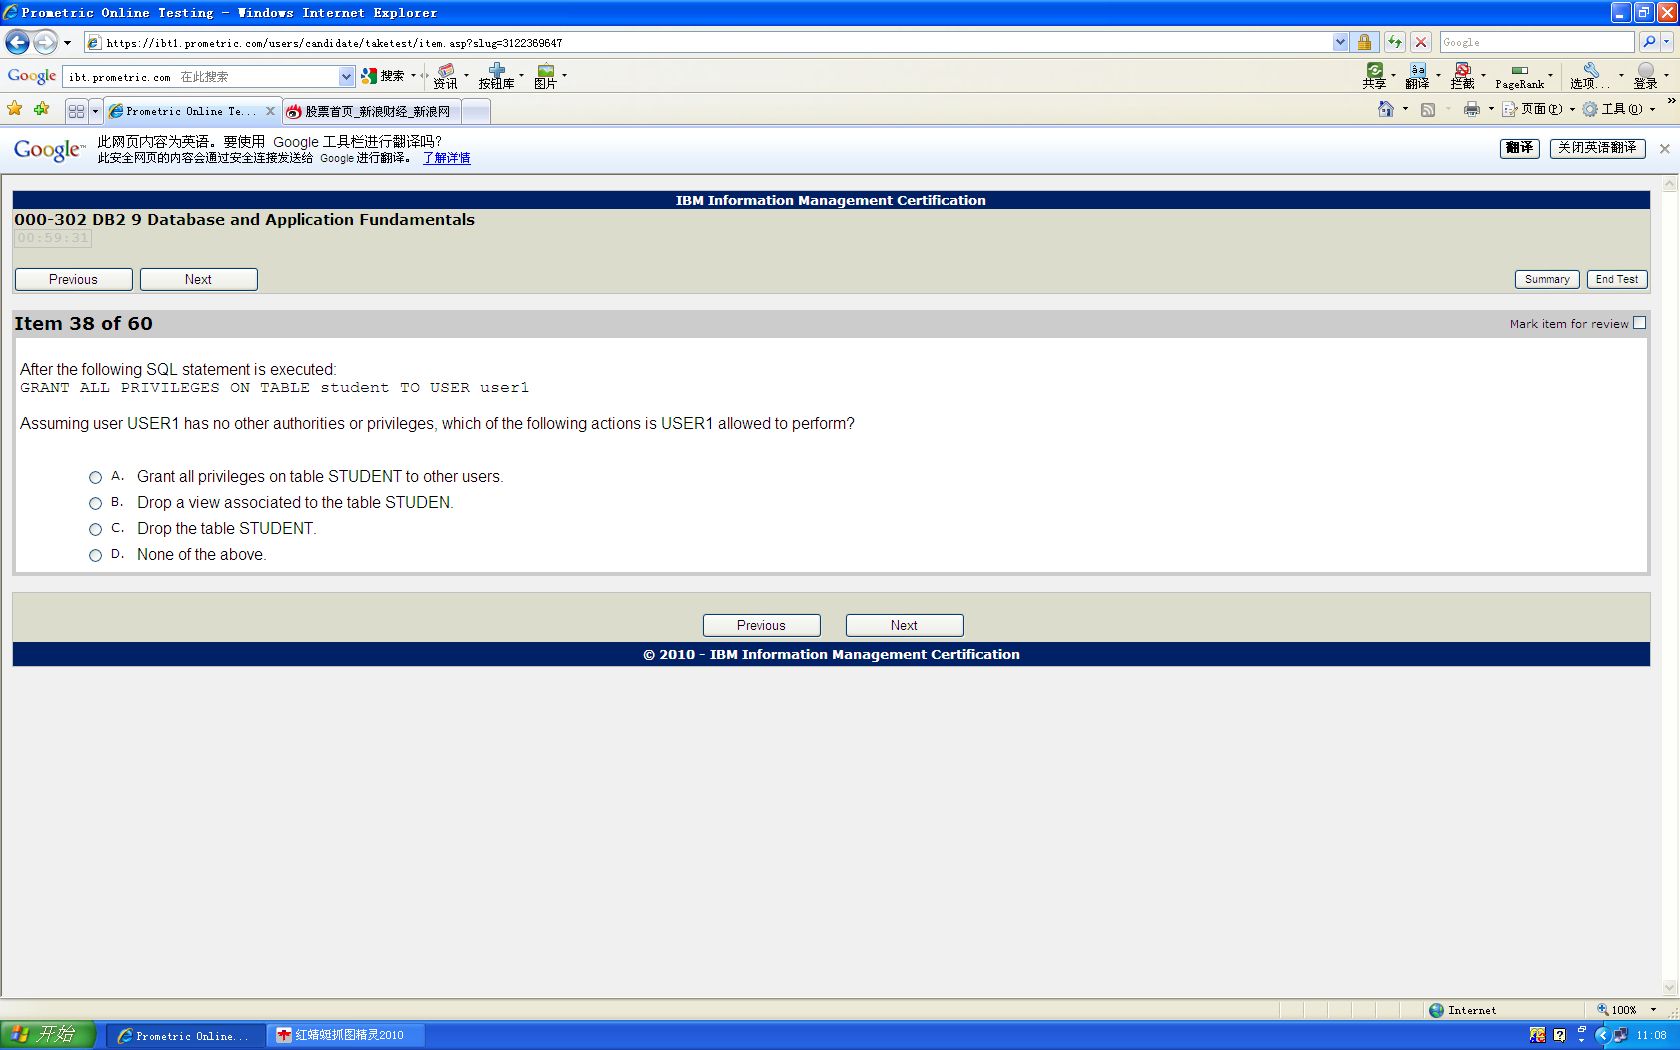 Prometric Online Testing - Windows Internet Explorer
https://ibt1.prometric.com/users/candidate/taketest/item.asp?slug=3122369647
Google
Google ibt.prometric.com 在此搜索 搜索 资讯 按钮库 图片 共享 翻译 拦截 PageRank 选项... 登录
Prometric Online Te... 股票首页_新浪财经_新浪网 页面(P) 工具(O) »
Google™ 此网页内容为英语。要使用 Google 工具栏进行翻译吗? 翻译 关闭英语翻译
此安全网页的内容会通过安全连接发送给 Google 进行翻译。 了解详情
IBM Information Management Certification
000-302 DB2 9 Database and Application Fundamentals
00:59:31
Previous Next Summary End Test
Item 38 of 60 Mark item for review
After the following SQL statement is executed:
GRANT ALL PRIVILEGES ON TABLE student TO USER user1
Assuming user USER1 has no other authorities or privileges, which of the following actions is USER1 allowed to perform?
A. Grant all privileges on table STUDENT to other users.
B. Drop a view associated to the table STUDEN.
C. Drop the table STUDENT.
D. None of the above.
Previous Next
© 2010 - IBM Information Management Certification
Internet 100%
开始 Prometric Online... 红蜻蜓抓图精灵2010 11:08